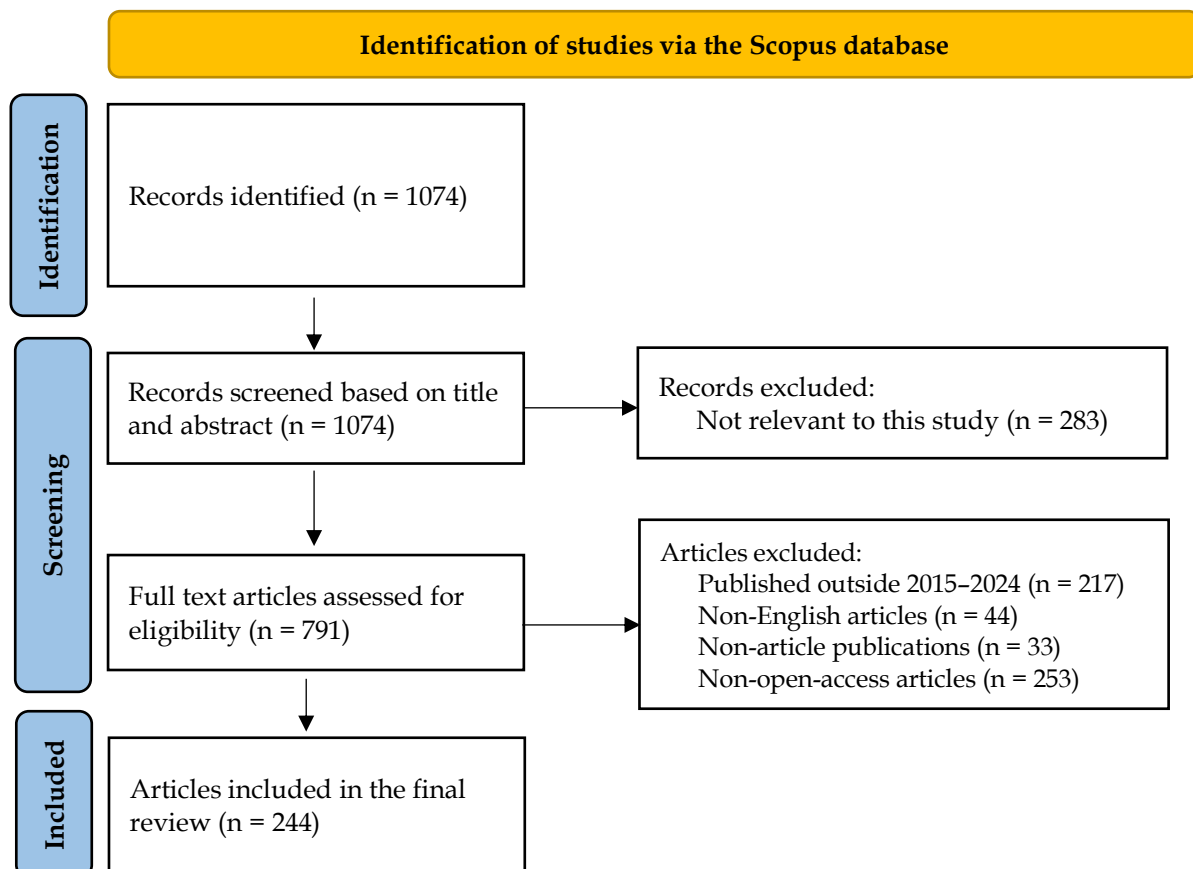 Identification of studies via the Scopus database
Identification
Records identified (n = 1074)
Screening
Records screened based on title
and abstract (n = 1074)
Records excluded:
Not relevant to this study (n = 283)
Full text articles assessed for
eligibility (n = 791)
Articles excluded:
Published outside 2015–2024 (n = 217)
Non-English articles (n = 44)
Non-article publications (n = 33)
Non-open-access articles (n = 253)
Included
Articles included in the final
review (n = 244)